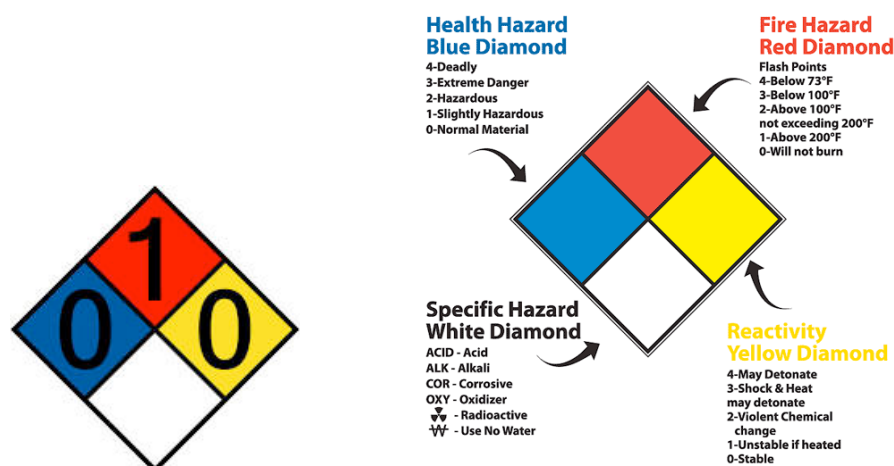 Health Hazard
Blue Diamond
4-Deadly
3-Extreme Danger
2-Hazardous
1-Slightly Hazardous
0-Normal Material
Fire Hazard
Red Diamond
Flash Points
4-Below 73°F
3-Below 100°F
2-Above 100°F
not exceeding 200°F
1-Above 200°F
0-Will not burn
1
0 0
Specific Hazard
White Diamond
ACID - Acid
ALK - Alkali
COR - Corrosive
OXY - Oxidizer
☢ - Radioactive
W - Use No Water
Reactivity
Yellow Diamond
4-May Detonate
3-Shock & Heat
may detonate
2-Violent Chemical
change
1-Unstable if heated
0-Stable